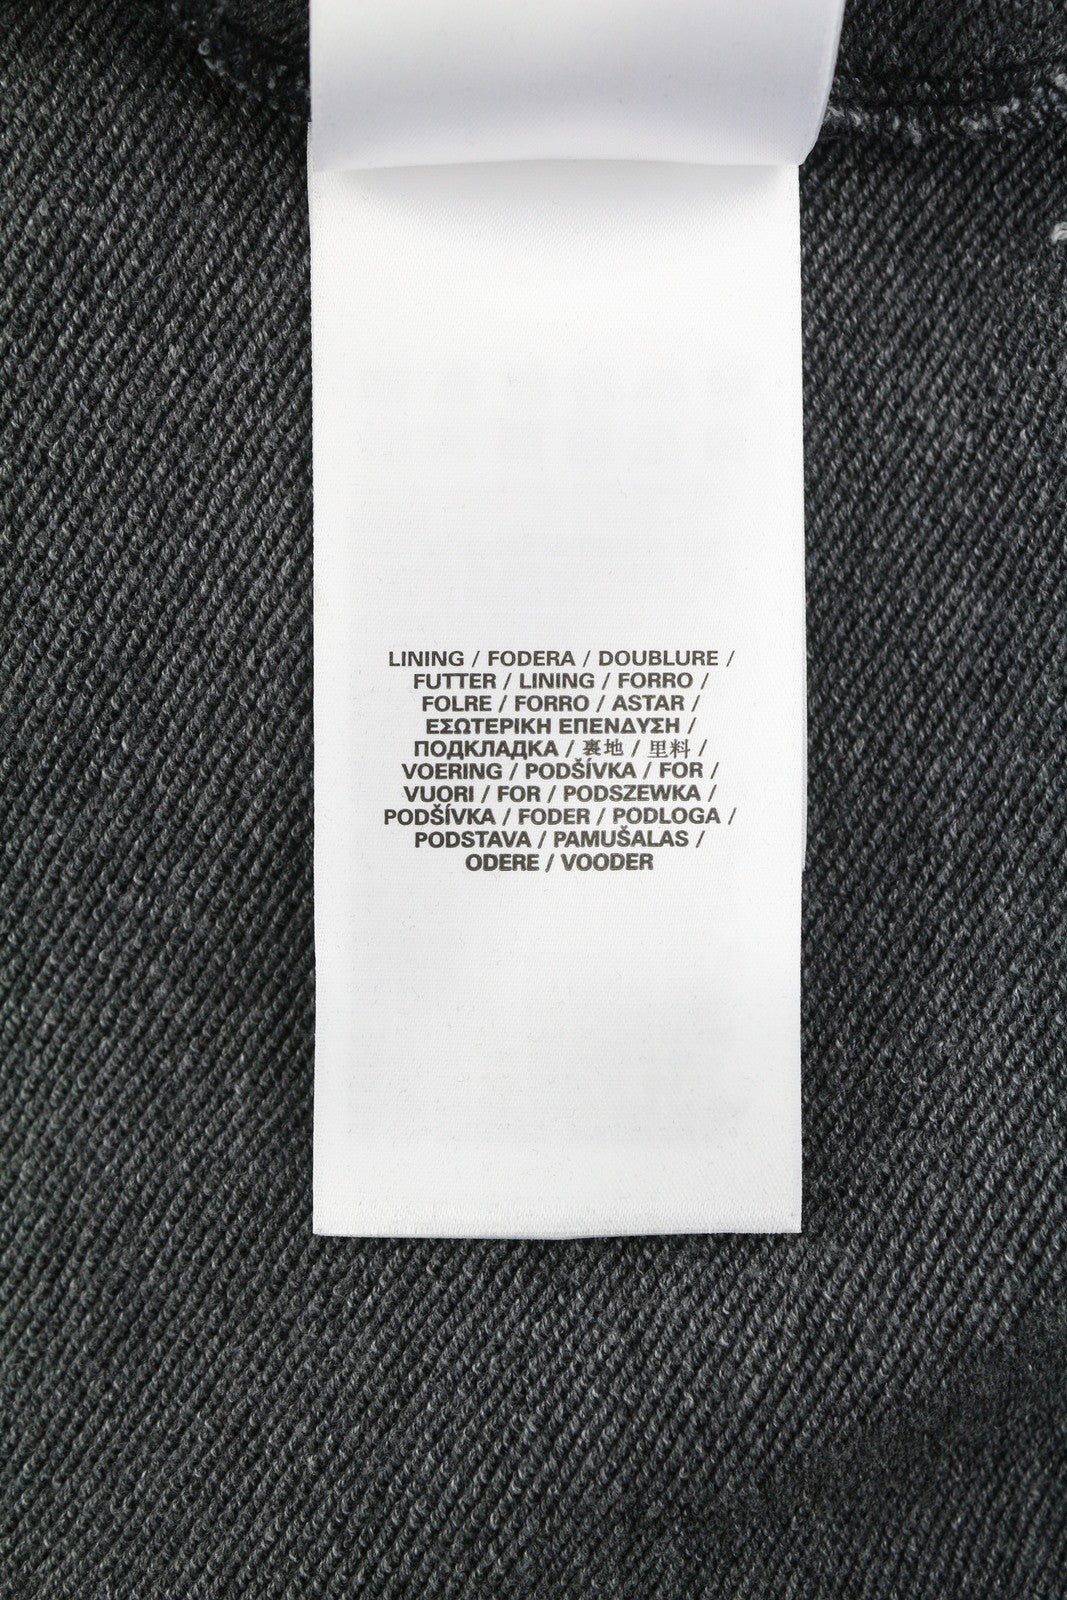 LINING / FODERA / DOUBLURE /
FUTTER / LINING / FORRO /
FOLRE / FORRO / ASTAR /
ΕΣΩΤΕΡΙΚΗ ΕΠΕΝΔΥΣΗ /
ПОДКЛАДКА / 裏地 / 里料 /
VOERING / PODŠÍVKA / FOR /
VUORI / FOR / PODSZEWKA /
PODŠÍVKA / FODER / PODLOGA /
PODSTAVA / PAMUŠALAS /
ODERE / VOODER